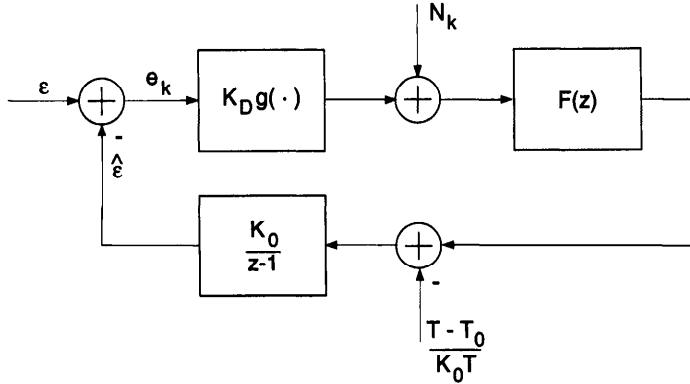 N_k
ε
e_k
K_D g(·)
F(z)
+
+
-
ε̂
K_0
z-1
+
-
T - T_0
K_0 T